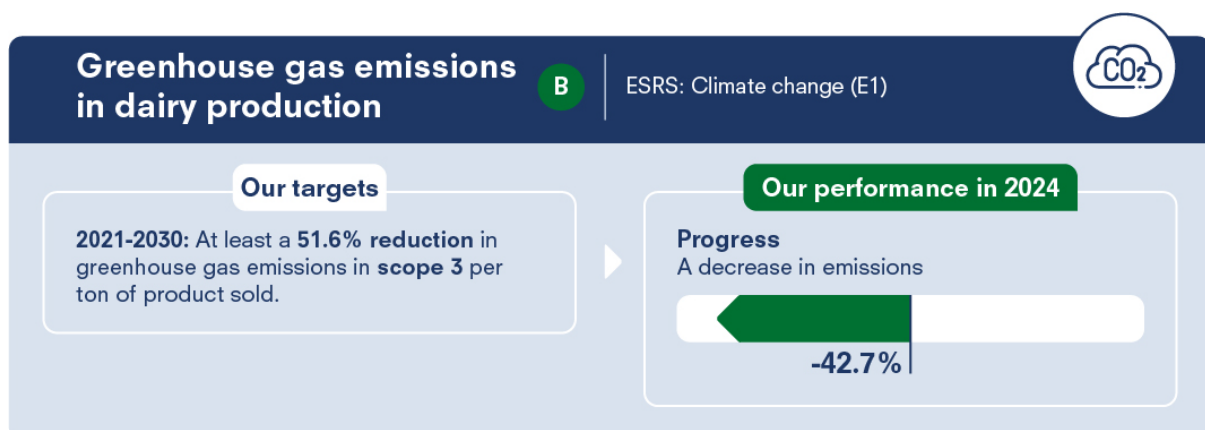 Greenhouse gas emissions
in dairy production
B
ESRS: Climate change (E1)
CO2
Our targets
2021-2030: At least a 51.6% reduction in
greenhouse gas emissions in scope 3 per
ton of product sold.
Our performance in 2024
Progress
A decrease in emissions
-42.7%